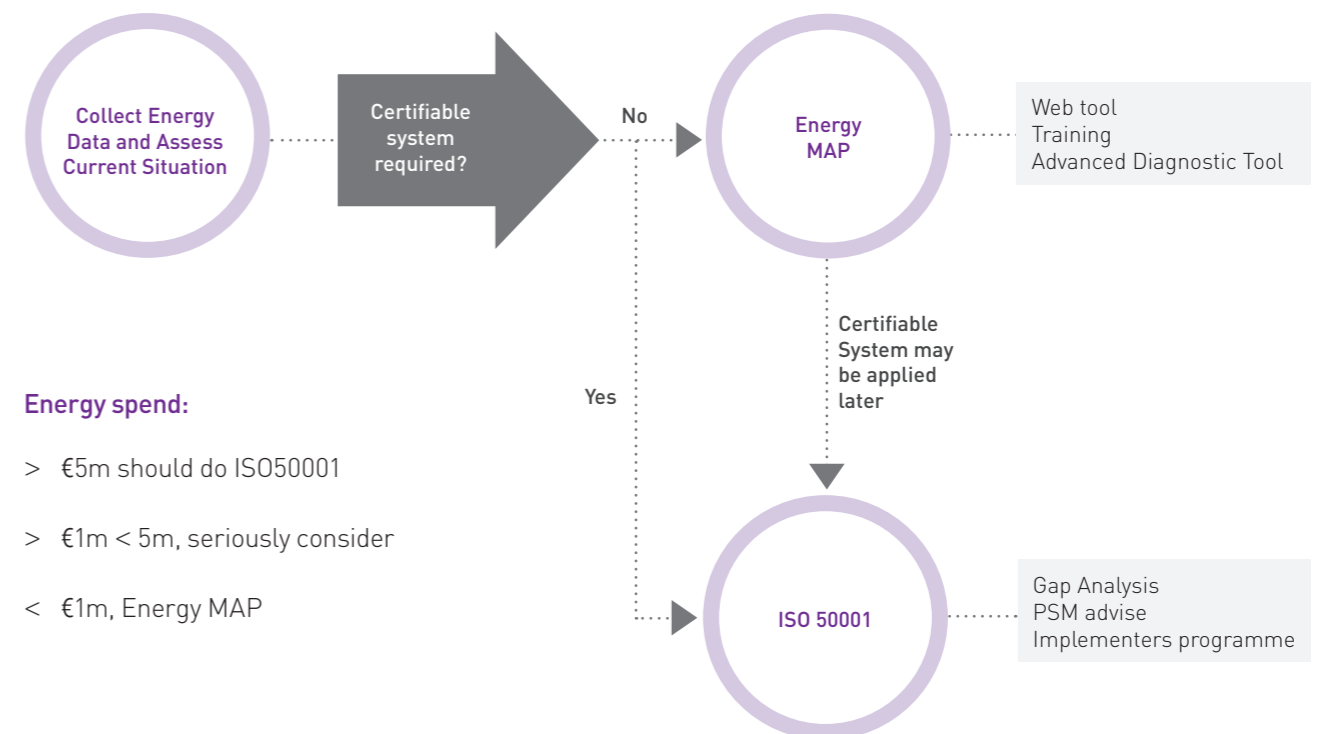 Collect Energy
Data and Assess
Current Situation
Certifiable
system
required?
No
Energy
MAP
Web tool
Training
Advanced Diagnostic Tool
Certifiable
System may
be applied
later
Yes
Energy spend:
> €5m should do ISO50001
> €1m < 5m, seriously consider
< €1m, Energy MAP
ISO 50001
Gap Analysis
PSM advise
Implementers programme